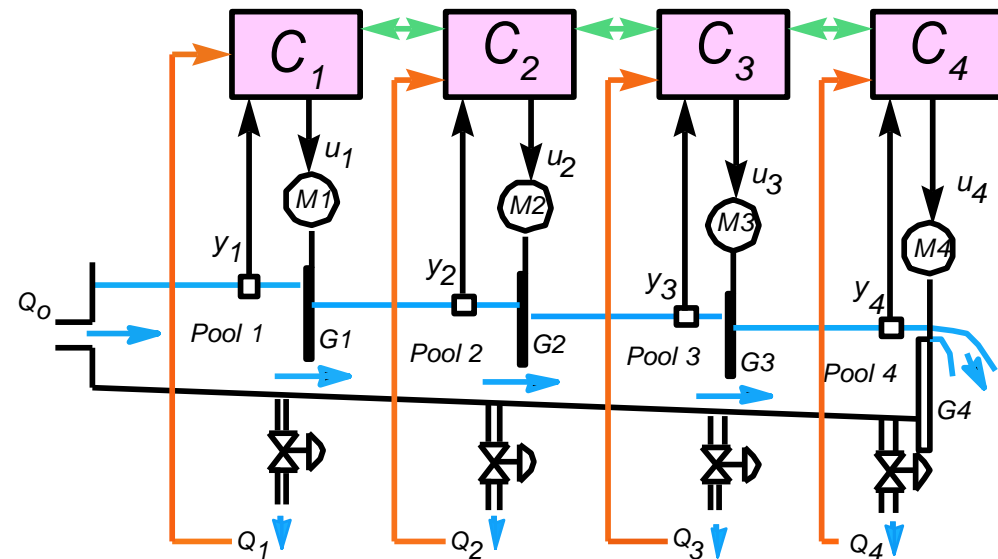 C1 C2 C3 C4
u1 u2 u3 u4
M1 M2 M3 M4
y1 y2 y3 y4
Qo
Pool 1 G1 Pool 2 G2 Pool 3 G3 Pool 4 G4
Q1 Q2 Q3 Q4